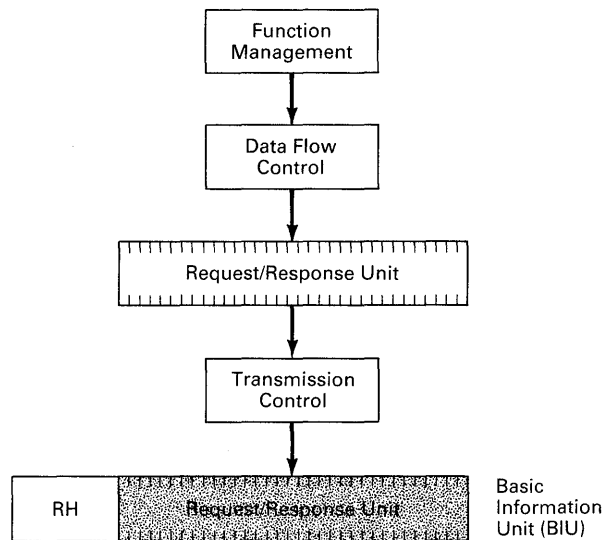 Function
Management
Data Flow
Control
Request/Response Unit
Transmission
Control
RH
Request/Response Unit
Basic
Information
Unit (BIU)